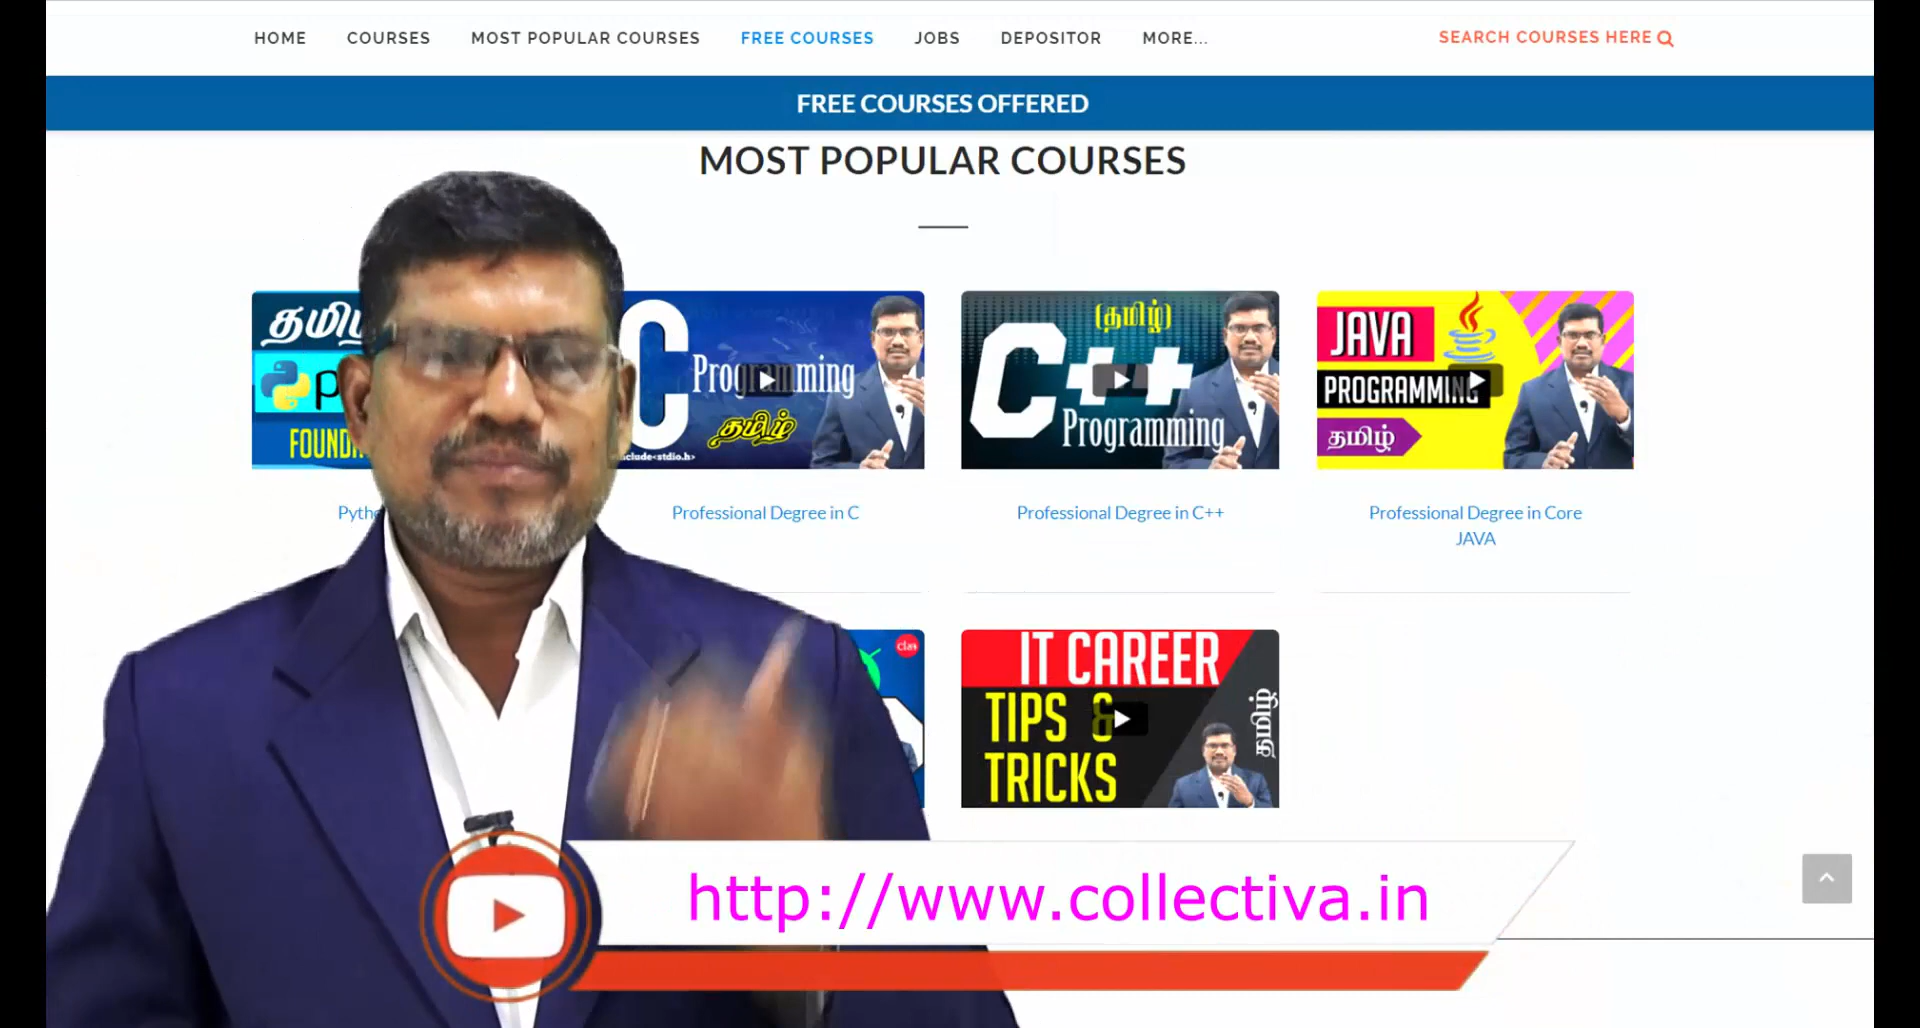 HOME COURSES MOST POPULAR COURSES FREE COURSES JOBS DEPOSITOR MORE... SEARCH COURSES HERE
FREE COURSES OFFERED
MOST POPULAR COURSES
C
Programming
தமிழ்
(தமிழ்)
C++
Programming
JAVA
PROGRAMMING
தமிழ்
Professional Degree in C
Professional Degree in C++
Professional Degree in Core
JAVA
IT CAREER
TIPS &
TRICKS
தமிழ்
http://www.collectiva.in